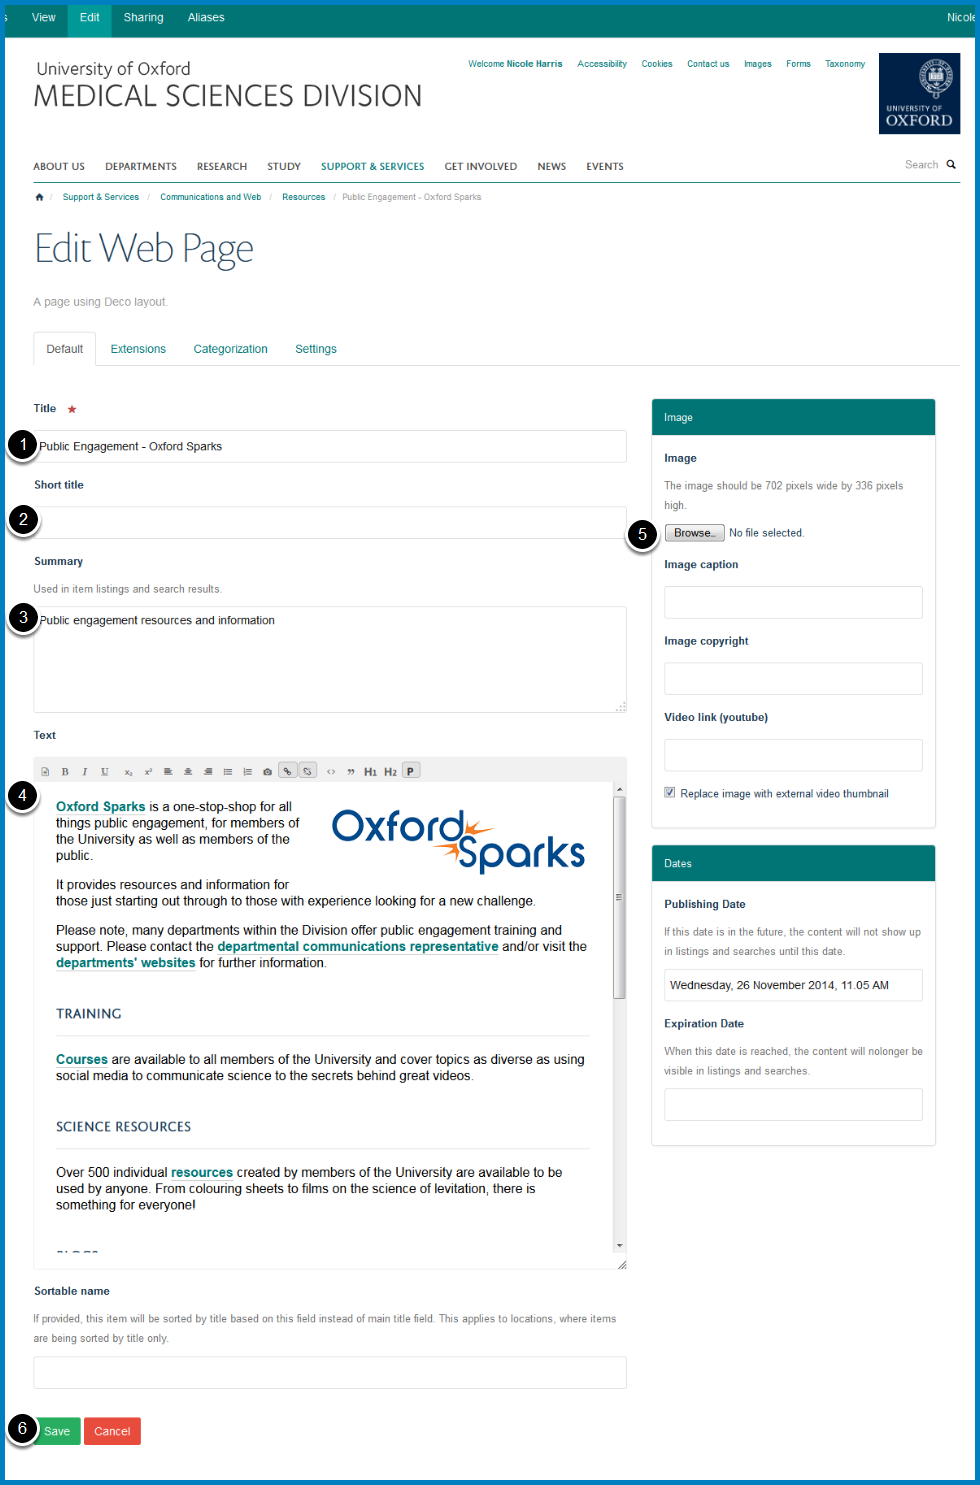 s View Edit Sharing Aliases Nicole
University of Oxford
MEDICAL SCIENCES DIVISION
Welcome Nicole Harris Accessibility Cookies Contact us Images Forms Taxonomy
UNIVERSITY OF
OXFORD
ABOUT US DEPARTMENTS RESEARCH STUDY SUPPORT & SERVICES GET INVOLVED NEWS EVENTS Search
/ Support & Services / Communications and Web / Resources / Public Engagement - Oxford Sparks
Edit Web Page
A page using Deco layout.
Default Extensions Categorization Settings
Title ★
1 Public Engagement - Oxford Sparks
Short title
2
Summary
Used in item listings and search results.
3 Public engagement resources and information
Text
B I U x₂ x² <> ” H1 H2 P
4
Oxford Sparks is a one-stop-shop for all
things public engagement, for members of
the University as well as members of the
public.
Oxford
Sparks
It provides resources and information for
those just starting out through to those with experience looking for a new challenge.
Please note, many departments within the Division offer public engagement training and
support. Please contact the departmental communications representative and/or visit the
departments' websites for further information.
TRAINING
Courses are available to all members of the University and cover topics as diverse as using
social media to communicate science to the secrets behind great videos.
SCIENCE RESOURCES
Over 500 individual resources created by members of the University are available to be
used by anyone. From colouring sheets to films on the science of levitation, there is
something for everyone!
Sortable name
If provided, this item will be sorted by title based on this field instead of main title field. This applies to locations, where items
are being sorted by title only.
6 Save Cancel
Image
Image
The image should be 702 pixels wide by 336 pixels
high.
5 Browse... No file selected.
Image caption
Image copyright
Video link (youtube)
Replace image with external video thumbnail
Dates
Publishing Date
If this date is in the future, the content will not show up
in listings and searches until this date.
Wednesday, 26 November 2014, 11.05 AM
Expiration Date
When this date is reached, the content will nolonger be
visible in listings and searches.